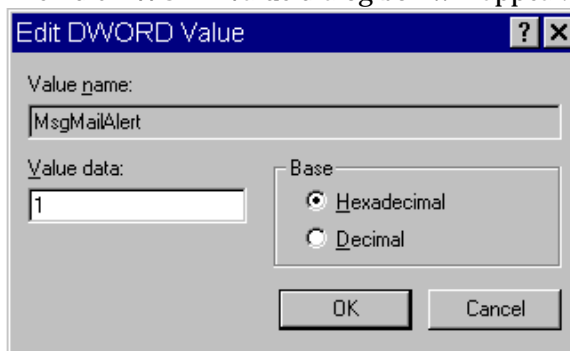 Edit DWORD Value
Value name:
MsgMailAlert
Value data:
1
Base
Hexadecimal
Decimal
OK
Cancel